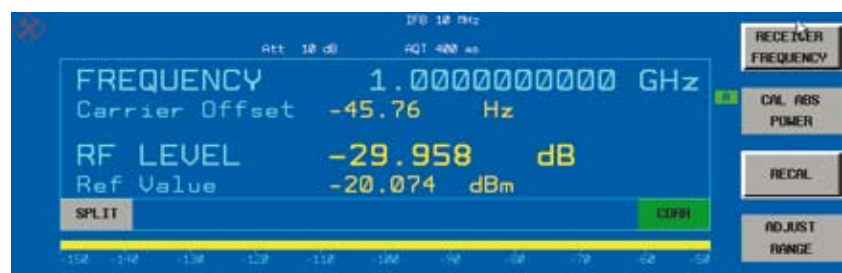 IFB 10 MHz
Att 10 dB AQT 400 ms
FREQUENCY 1.0000000000 GHz
Carrier Offset -45.76 Hz
RF LEVEL -29.958 dB
Ref Value -20.074 dBm
SPLIT CORR
-150 -140 -130 -120 -110 -100 -90 -80 -70 -60 -50
RECEIVER
FREQUENCY
CAL ABS
POWER
RECAL
ADJUST
RANGE